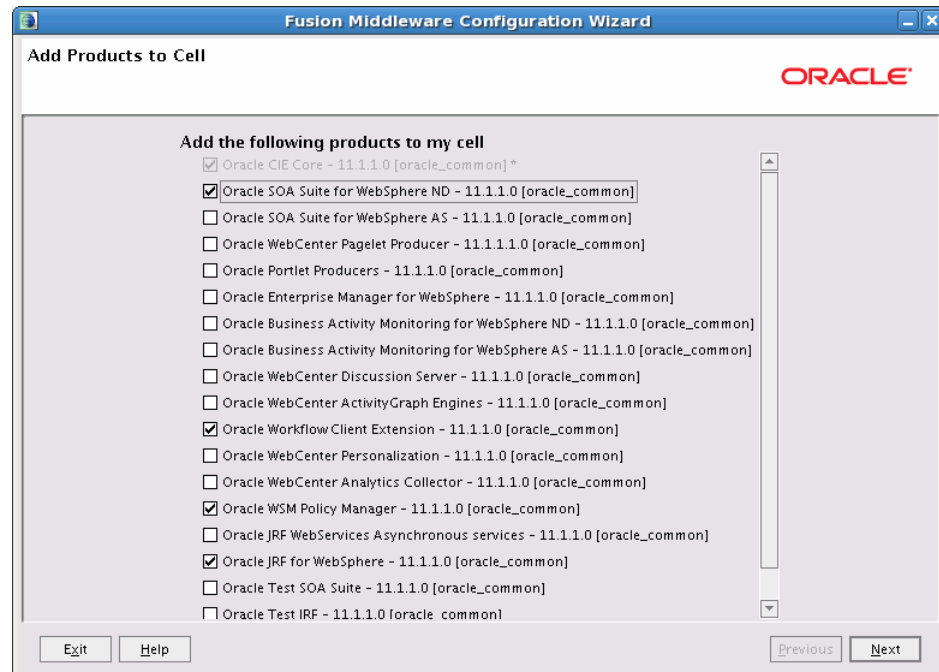 Fusion Middleware Configuration Wizard
Add Products to Cell
ORACLE
Add the following products to my cell
Oracle CIE Core - 11.1.1.0 [oracle_common] *
Oracle SOA Suite for WebSphere ND - 11.1.1.0 [oracle_common]
Oracle SOA Suite for WebSphere AS - 11.1.1.0 [oracle_common]
Oracle WebCenter Pagelet Producer - 11.1.1.1.0 [oracle_common]
Oracle Portlet Producers - 11.1.1.0 [oracle_common]
Oracle Enterprise Manager for WebSphere - 11.1.1.0 [oracle_common]
Oracle Business Activity Monitoring for WebSphere ND - 11.1.1.0 [oracle_common]
Oracle Business Activity Monitoring for WebSphere AS - 11.1.1.0 [oracle_common]
Oracle WebCenter Discussion Server - 11.1.1.0 [oracle_common]
Oracle WebCenter ActivityGraph Engines - 11.1.1.0 [oracle_common]
Oracle Workflow Client Extension - 11.1.1.0 [oracle_common]
Oracle WebCenter Personalization - 11.1.1.0 [oracle_common]
Oracle WebCenter Analytics Collector - 11.1.1.0 [oracle_common]
Oracle WSM Policy Manager - 11.1.1.0 [oracle_common]
Oracle JRF WebServices Asynchronous services - 11.1.1.0 [oracle_common]
Oracle JRF for WebSphere - 11.1.1.0 [oracle_common]
Oracle Test SOA Suite - 11.1.1.0 [oracle_common]
Oracle Test JRF - 11.1.1.0 [oracle_common]
Exit Help Previous Next